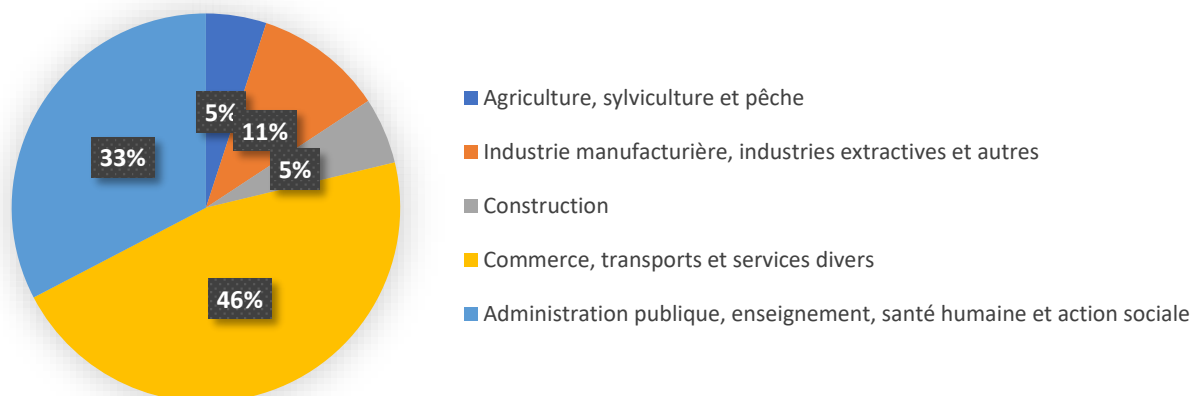 5%
11%
5%
33%
46%
Agriculture, sylviculture et pêche
Industrie manufacturière, industries extractives et autres
Construction
Commerce, transports et services divers
Administration publique, enseignement, santé humaine et action sociale